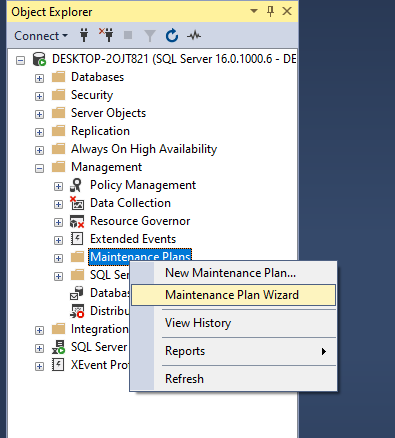 Object Explorer
Connect
DESKTOP-2OJT821 (SQL Server 16.0.1000.6 - DE
Databases
Security
Server Objects
Replication
Always On High Availability
Management
Policy Management
Data Collection
Resource Governor
Extended Events
Maintenance Plans
SQL Ser
Databas
Distribu
Integration
SQL Server
XEvent Prof
New Maintenance Plan...
Maintenance Plan Wizard
View History
Reports
Refresh